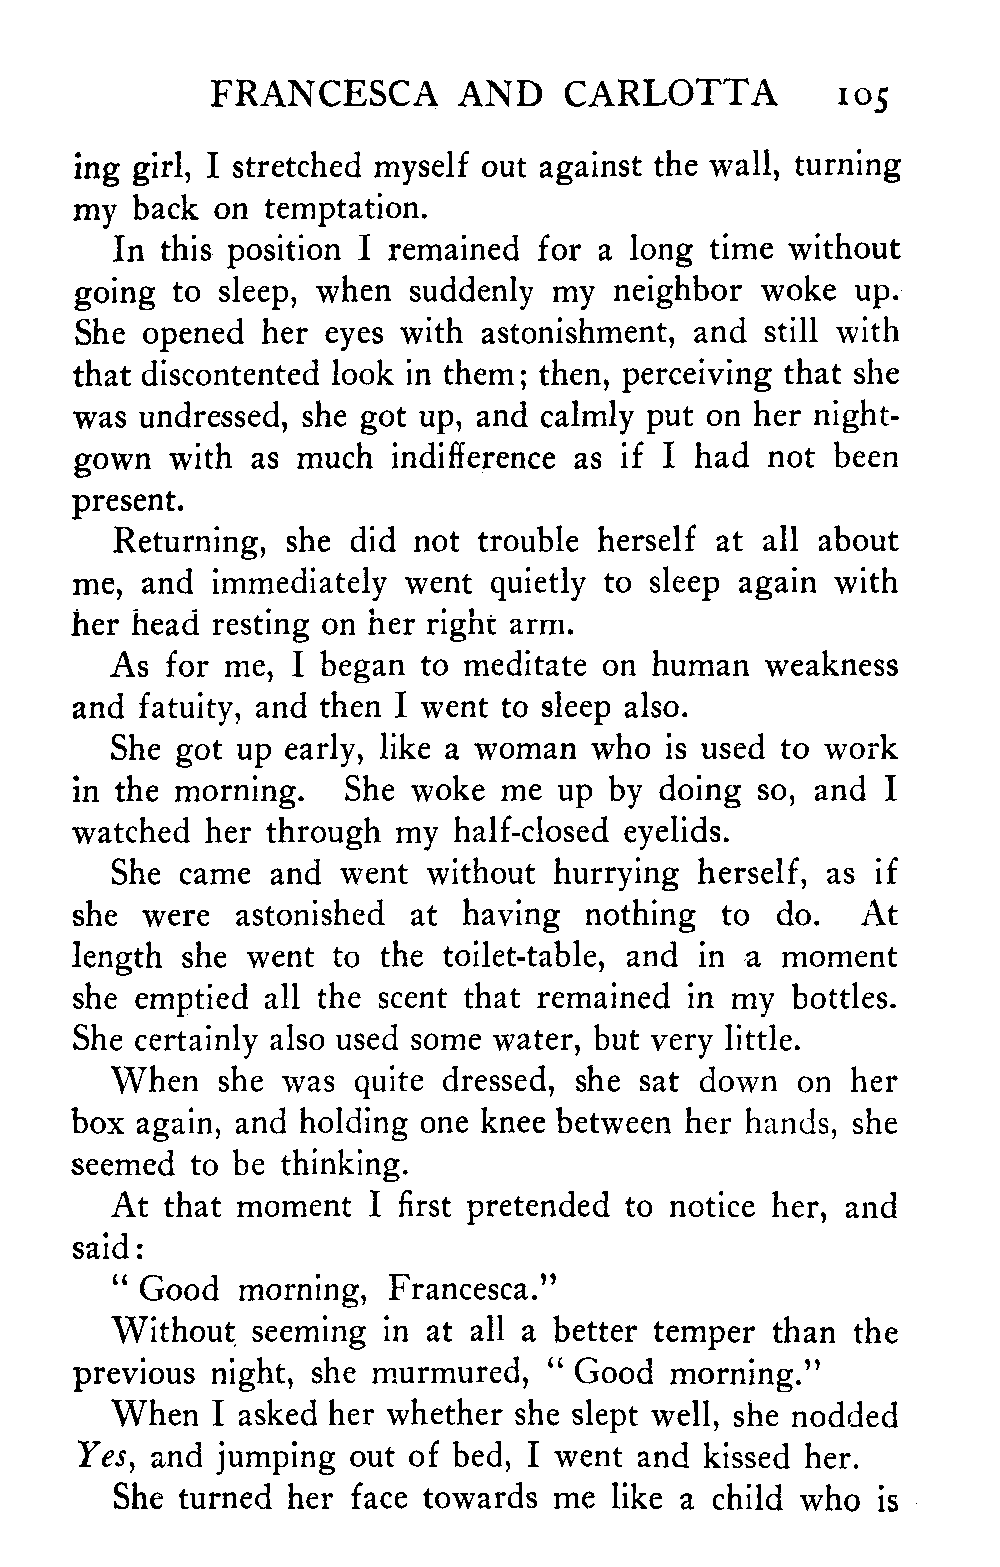 FRANCESCA AND CARLOTTA 105
ing girl, I stretched myself out against the wall, turning
my back on temptation.
In this position I remained for a long time without
going to sleep, when suddenly my neighbor woke up.
She opened her eyes with astonishment, and still with
that discontented look in them; then, perceiving that she
was undressed, she got up, and calmly put on her night-
gown with as much indifference as if I had not been
present.
Returning, she did not trouble herself at all about
me, and immediately went quietly to sleep again with
her head resting on her right arm.
As for me, I began to meditate on human weakness
and fatuity, and then I went to sleep also.
She got up early, like a woman who is used to work
in the morning. She woke me up by doing so, and I
watched her through my half-closed eyelids.
She came and went without hurrying herself, as if
she were astonished at having nothing to do. At
length she went to the toilet-table, and in a moment
she emptied all the scent that remained in my bottles.
She certainly also used some water, but very little.
When she was quite dressed, she sat down on her
box again, and holding one knee between her hands, she
seemed to be thinking.
At that moment I first pretended to notice her, and
said:
“ Good morning, Francesca.”
Without seeming in at all a better temper than the
previous night, she murmured, “ Good morning.”
When I asked her whether she slept well, she nodded
Yes, and jumping out of bed, I went and kissed her.
She turned her face towards me like a child who is